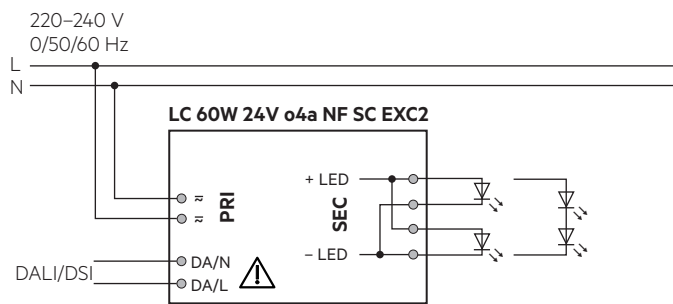 220–240 V
0/50/60 Hz
L
N
LC 60W 24V o4a NF SC EXC2
+ LED
PRI
SEC
– LED
DALI/DSI
DA/N
DA/L